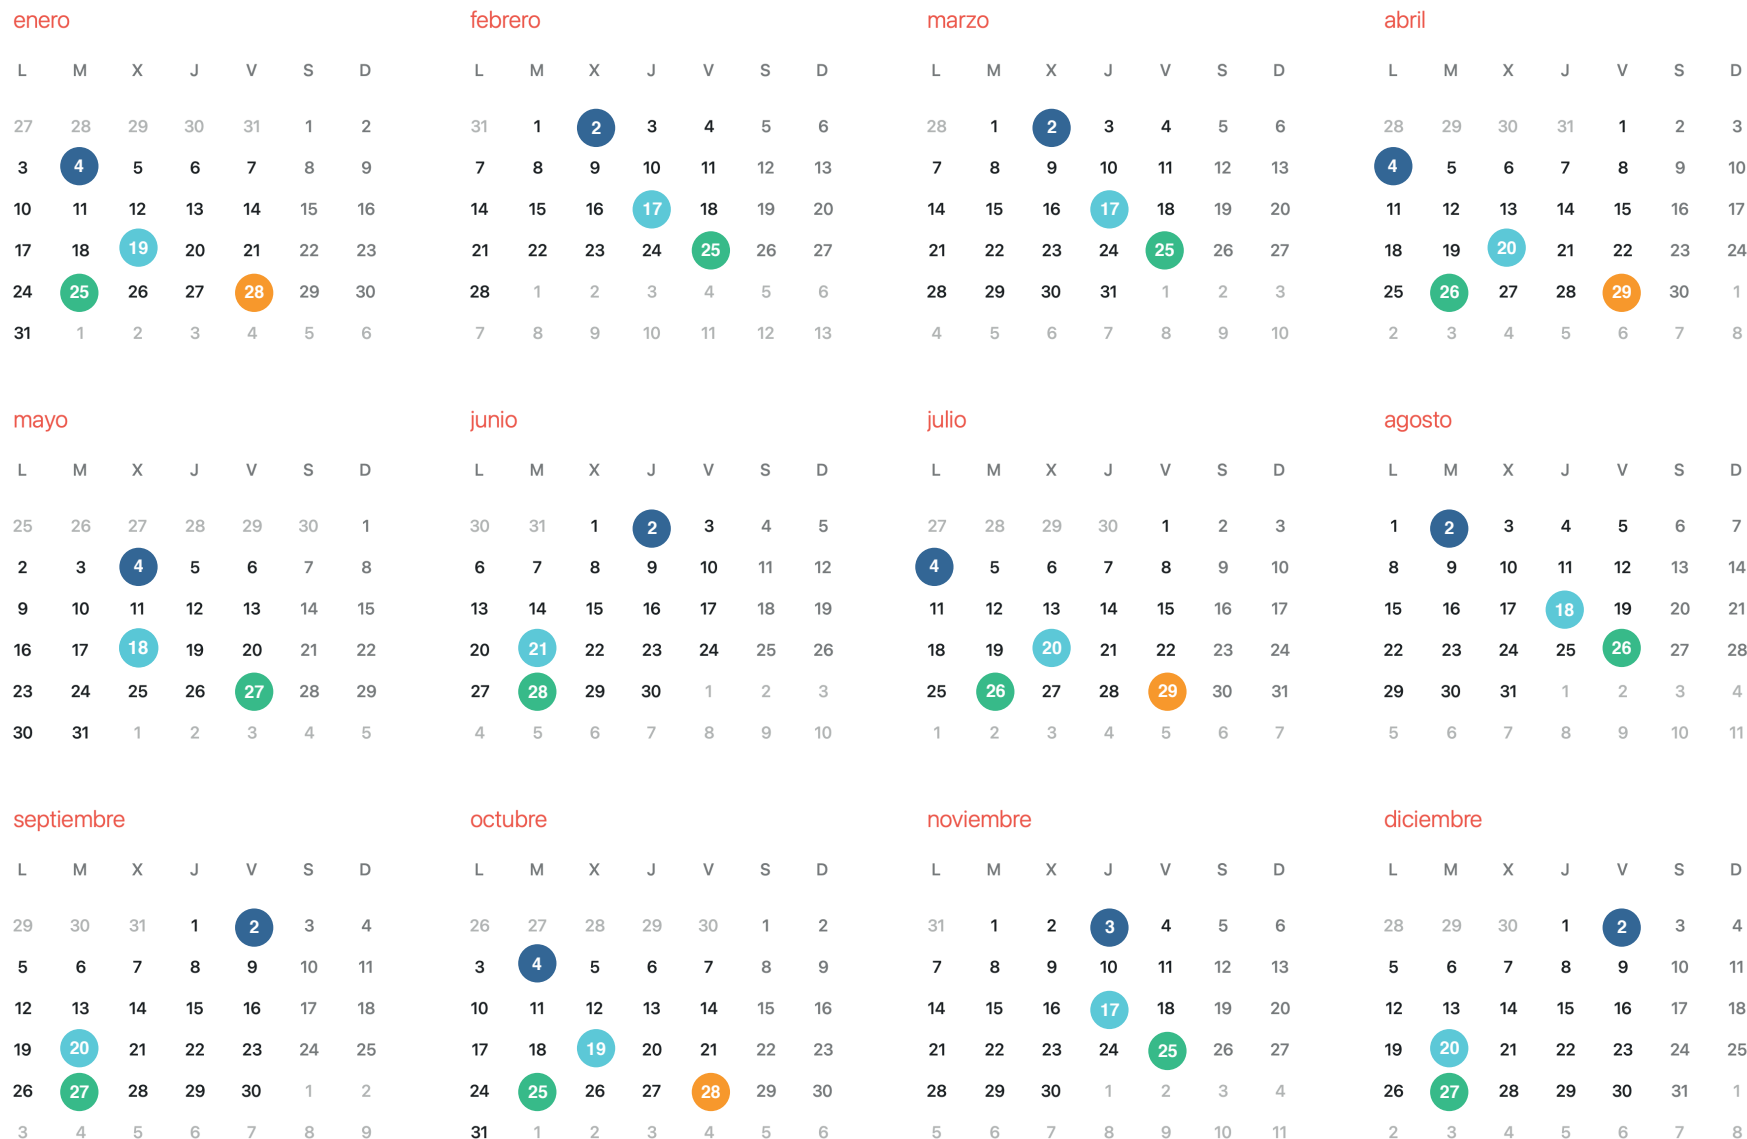 enero
L M X J V S D
27 28 29 30 31 1 2
3 4 5 6 7 8 9
10 11 12 13 14 15 16
17 18 19 20 21 22 23
24 25 26 27 28 29 30
31 1 2 3 4 5 6
febrero
L M X J V S D
31 1 2 3 4 5 6
7 8 9 10 11 12 13
14 15 16 17 18 19 20
21 22 23 24 25 26 27
28 1 2 3 4 5 6
7 8 9 10 11 12 13
marzo
L M X J V S D
28 1 2 3 4 5 6
7 8 9 10 11 12 13
14 15 16 17 18 19 20
21 22 23 24 25 26 27
28 29 30 31 1 2 3
4 5 6 7 8 9 10
abril
L M X J V S D
28 29 30 31 1 2 3
4 5 6 7 8 9 10
11 12 13 14 15 16 17
18 19 20 21 22 23 24
25 26 27 28 29 30 1
2 3 4 5 6 7 8
mayo
L M X J V S D
25 26 27 28 29 30 1
2 3 4 5 6 7 8
9 10 11 12 13 14 15
16 17 18 19 20 21 22
23 24 25 26 27 28 29
30 31 1 2 3 4 5
junio
L M X J V S D
30 31 1 2 3 4 5
6 7 8 9 10 11 12
13 14 15 16 17 18 19
20 21 22 23 24 25 26
27 28 29 30 1 2 3
4 5 6 7 8 9 10
julio
L M X J V S D
27 28 29 30 1 2 3
4 5 6 7 8 9 10
11 12 13 14 15 16 17
18 19 20 21 22 23 24
25 26 27 28 29 30 31
1 2 3 4 5 6 7
agosto
L M X J V S D
1 2 3 4 5 6 7
8 9 10 11 12 13 14
15 16 17 18 19 20 21
22 23 24 25 26 27 28
29 30 31 1 2 3 4
5 6 7 8 9 10 11
septiembre
L M X J V S D
29 30 31 1 2 3 4
5 6 7 8 9 10 11
12 13 14 15 16 17 18
19 20 21 22 23 24 25
26 27 28 29 30 1 2
3 4 5 6 7 8 9
octubre
L M X J V S D
26 27 28 29 30 1 2
3 4 5 6 7 8 9
10 11 12 13 14 15 16
17 18 19 20 21 22 23
24 25 26 27 28 29 30
31 1 2 3 4 5 6
noviembre
L M X J V S D
31 1 2 3 4 5 6
7 8 9 10 11 12 13
14 15 16 17 18 19 20
21 22 23 24 25 26 27
28 29 30 1 2 3 4
5 6 7 8 9 10 11
diciembre
L M X J V S D
28 29 30 1 2 3 4
5 6 7 8 9 10 11
12 13 14 15 16 17 18
19 20 21 22 23 24 25
26 27 28 29 30 31 1
2 3 4 5 6 7 8